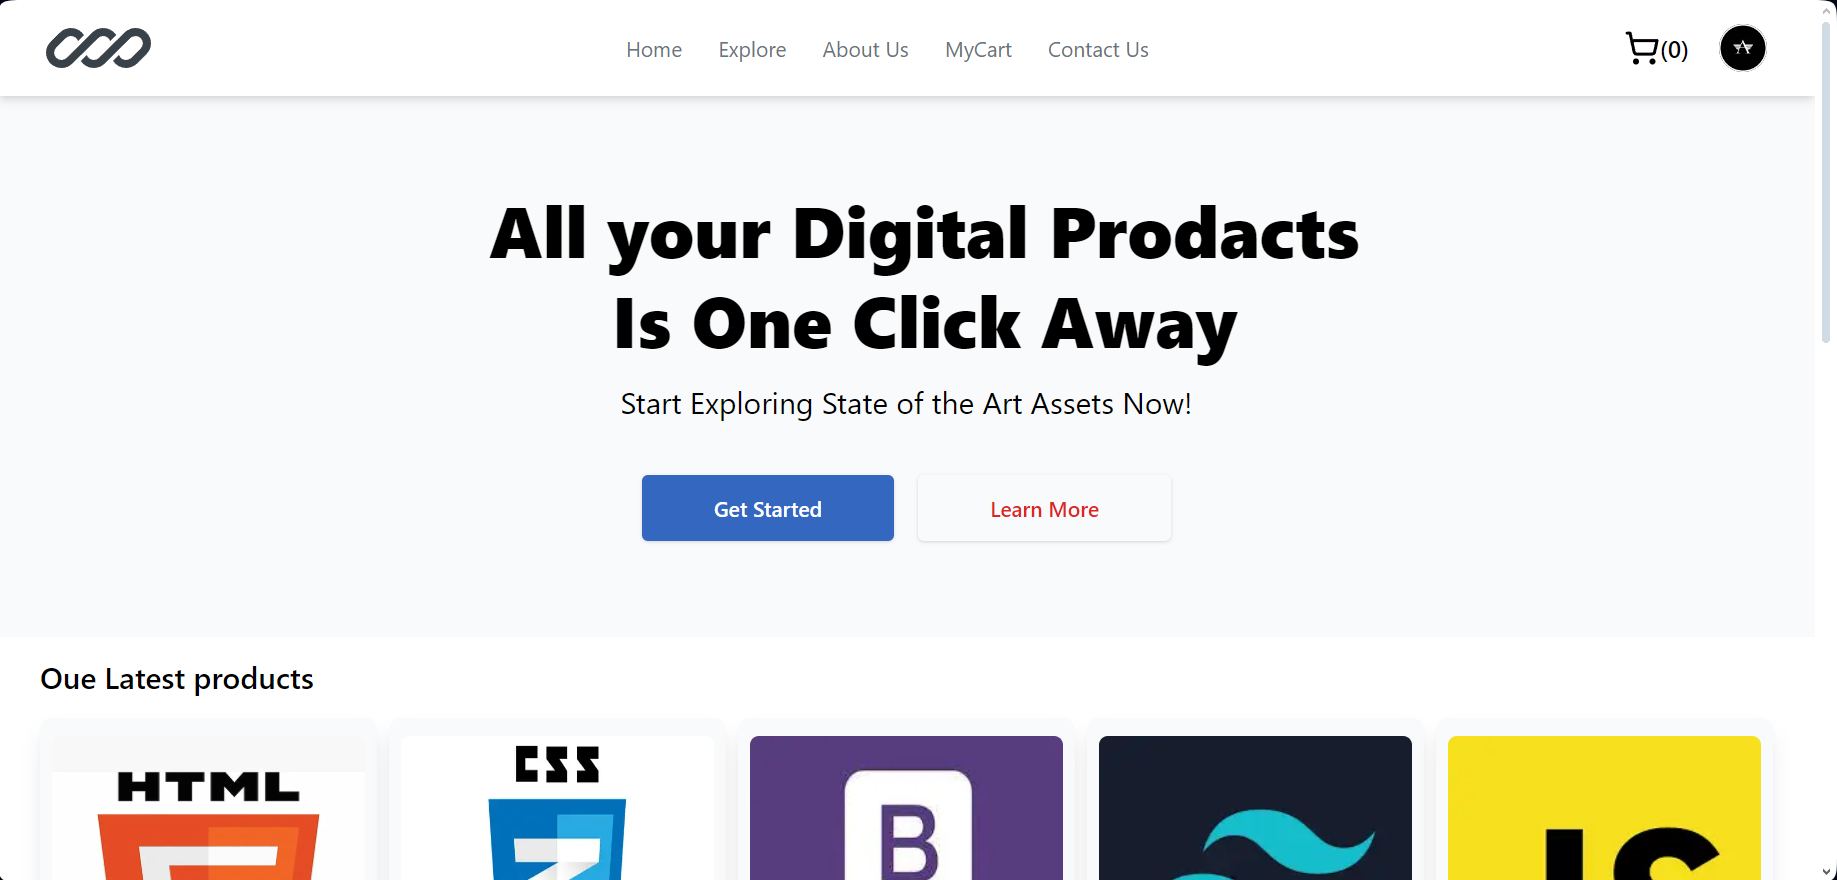 Home Explore About Us MyCart Contact Us (0)
All your Digital Prodacts
Is One Click Away
Start Exploring State of the Art Assets Now!
Get Started Learn More
Oue Latest products
HTML CSS
B JS